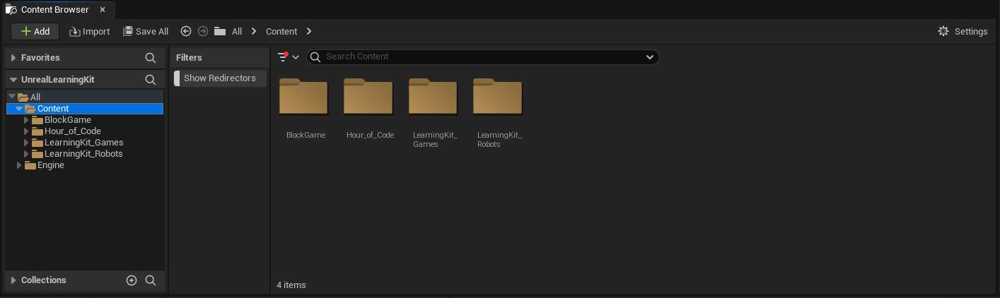 Content Browser
Add Import Save All All Content Settings
Favorites
UnrealLearningKit
All
Content
BlockGame
Hour_of_Code
LearningKit_Games
LearningKit_Robots
Engine
Collections
Filters
Show Redirectors
Search Content
BlockGame
Hour_of_Code
LearningKit_
Games
LearningKit_
Robots
4 items